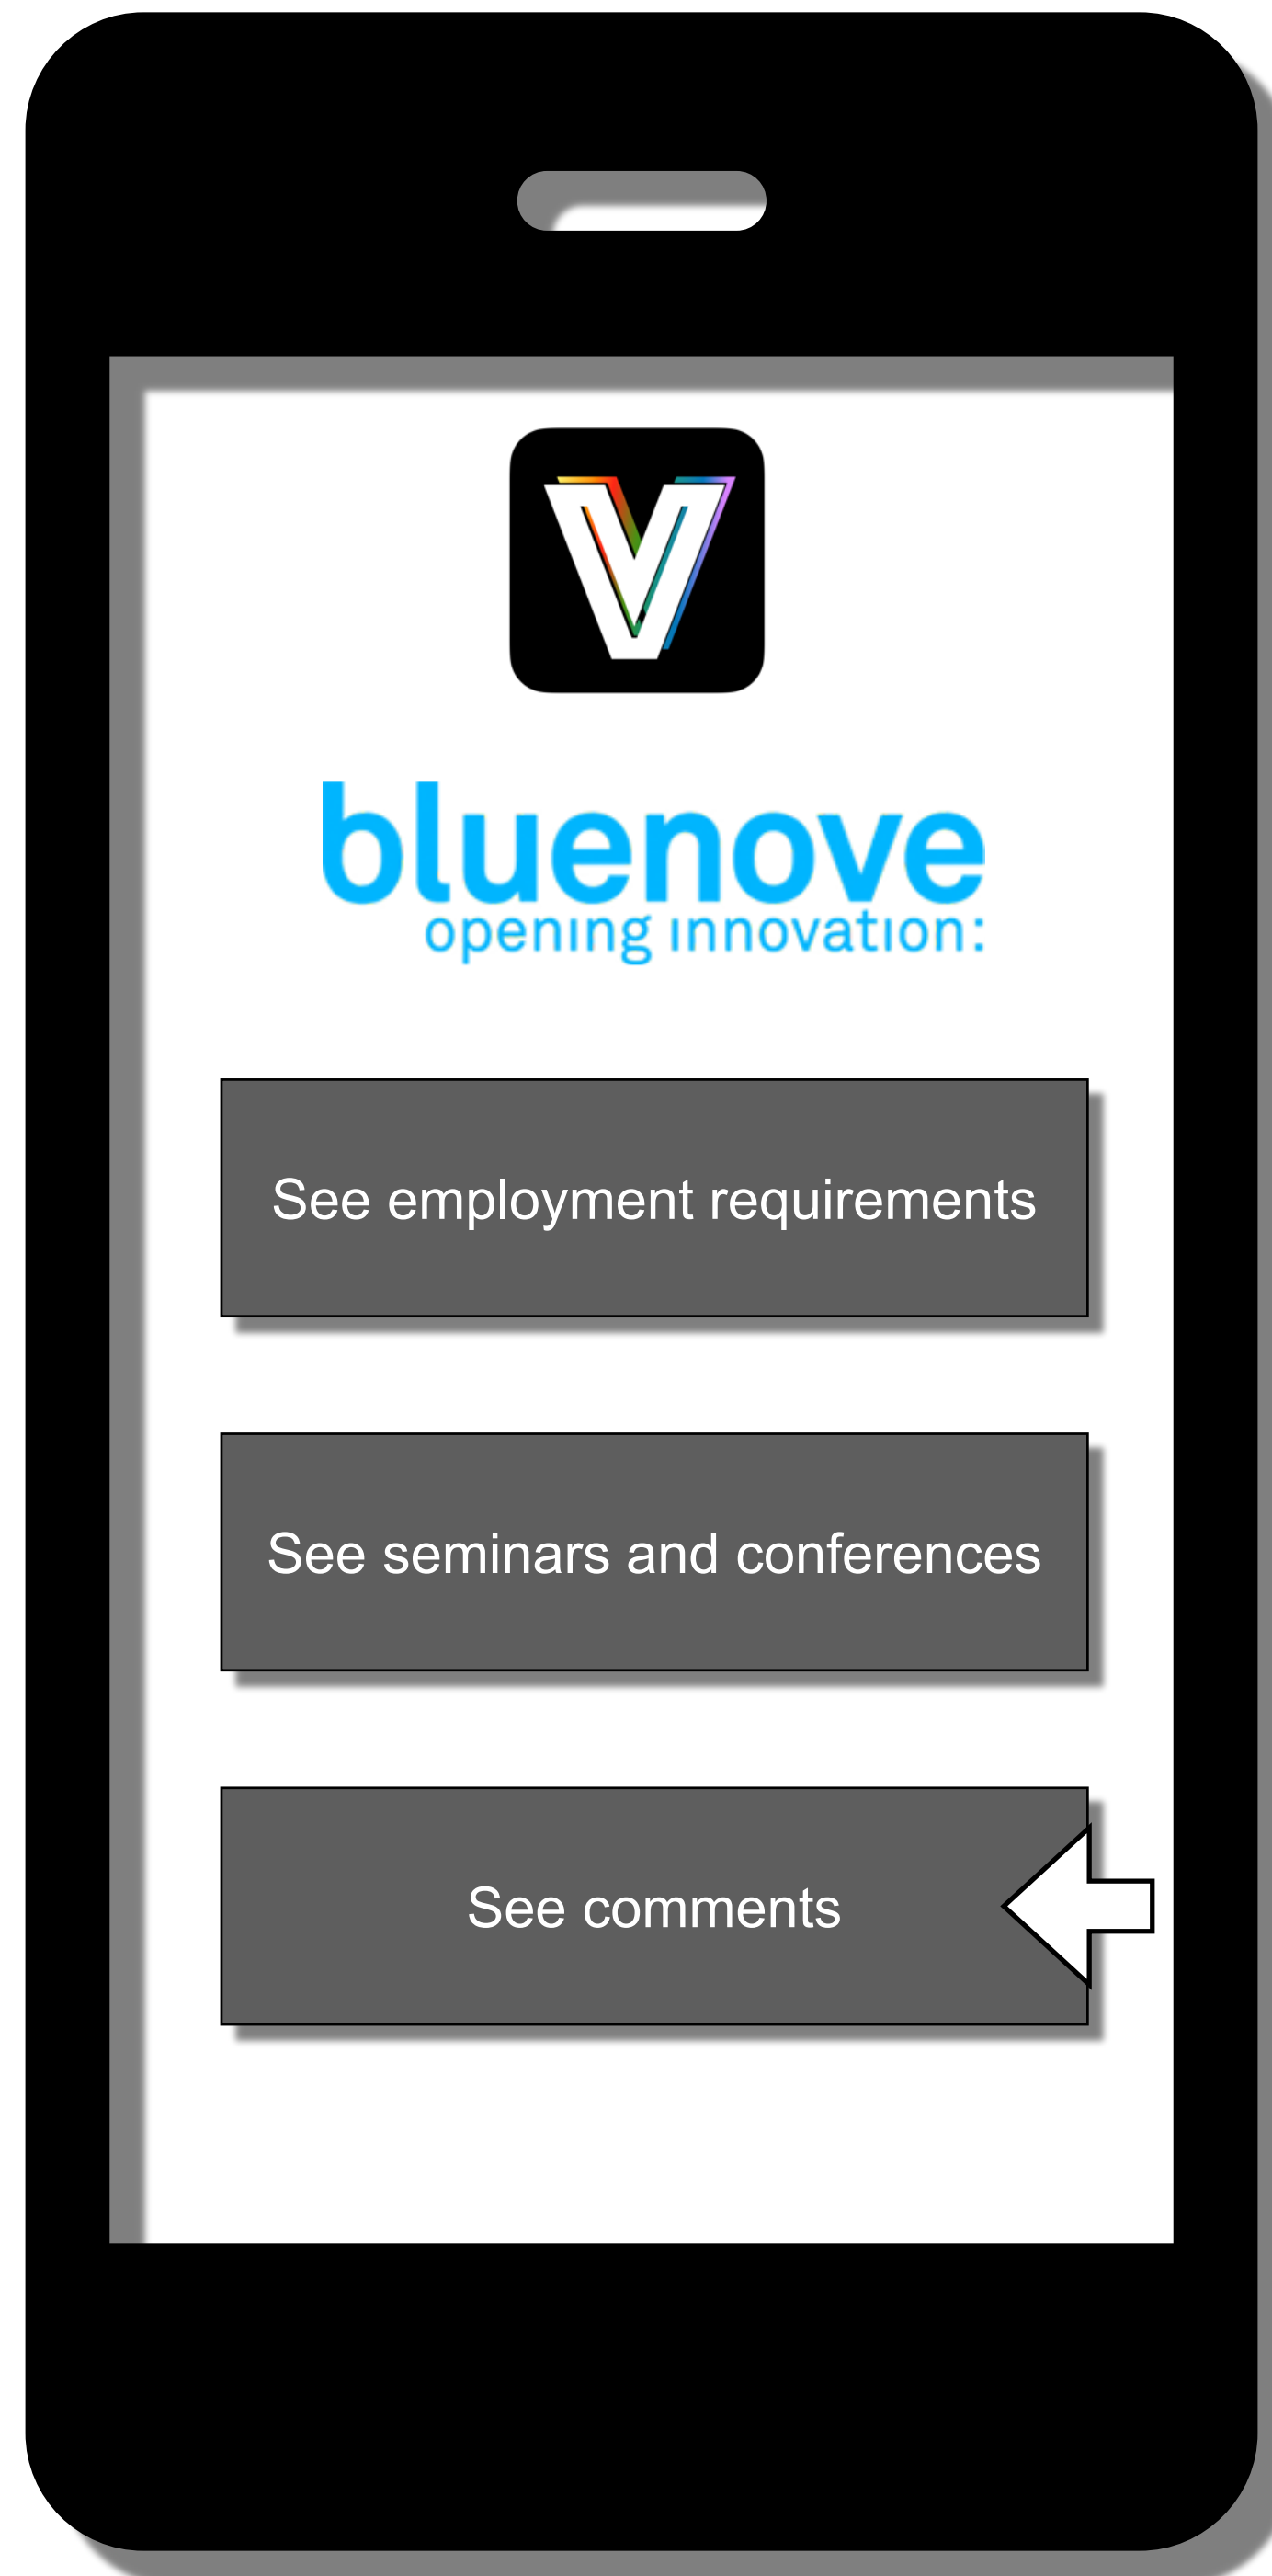 V
bluenove
opening innovation:
See employment requirements
See seminars and conferences
See comments